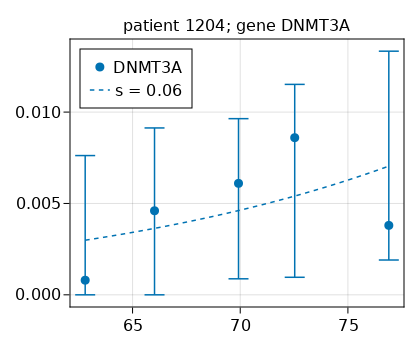 patient 1204; gene DNMT3A
DNMT3A
s = 0.06
0.010
0.005
0.000
65
70
75